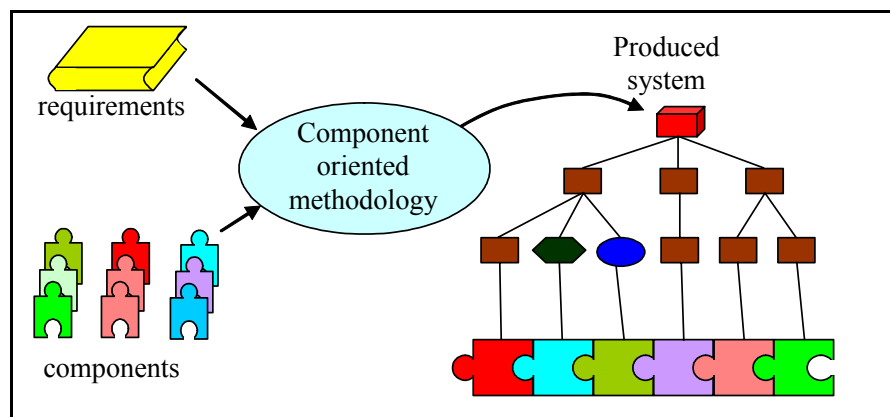 requirements
components
Component
oriented
methodology
Produced
system